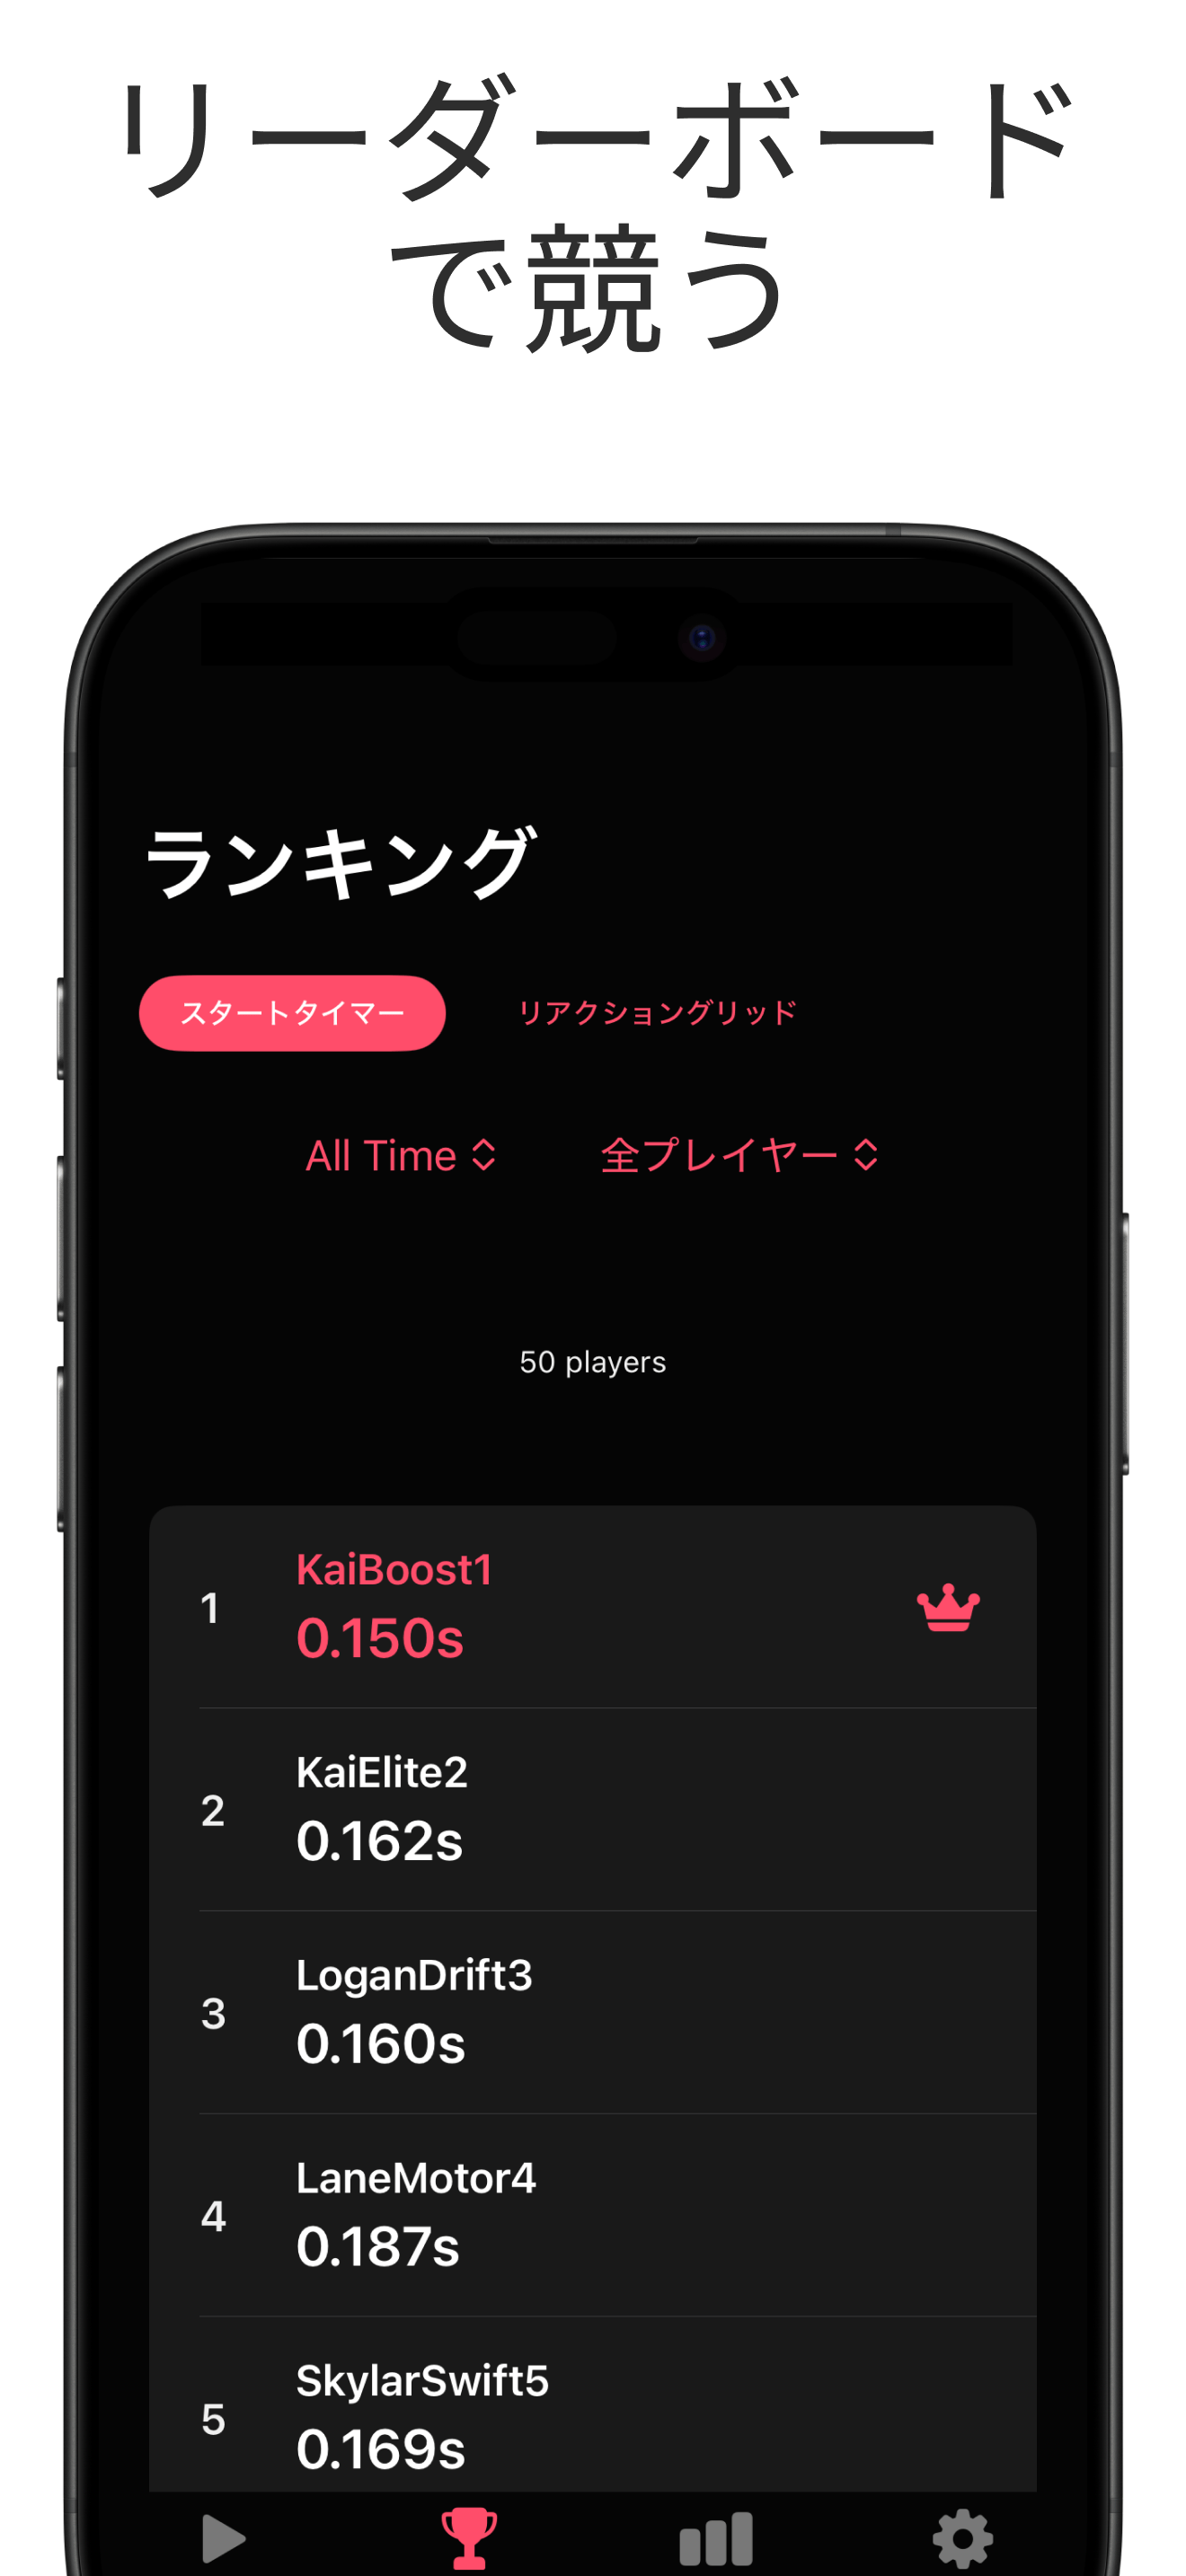 リーダーボード
で競う
ランキング
スタートタイマー リアクショングリッド
All Time 全プレイヤー
50 players
1
KaiBoost1
0.150s
2
KaiElite2
0.162s
3
LoganDrift3
0.160s
4
LaneMotor4
0.187s
5
SkylarSwift5
0.169s